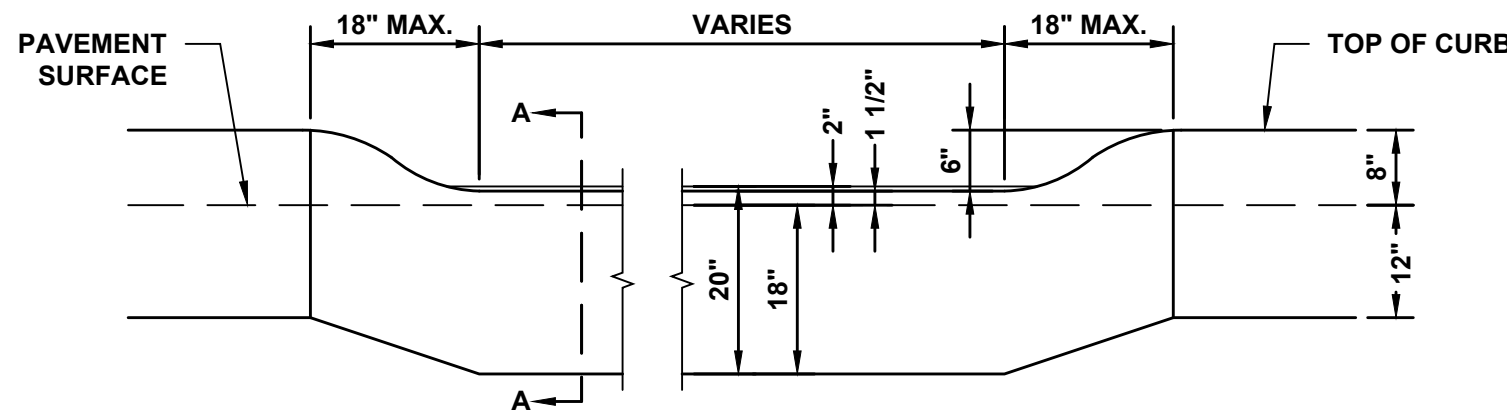 18" MAX.
VARIES
18" MAX.
PAVEMENT
SURFACE
TOP OF CURB
A
2"
1 1/2"
6"
8"
20"
18"
12"
A